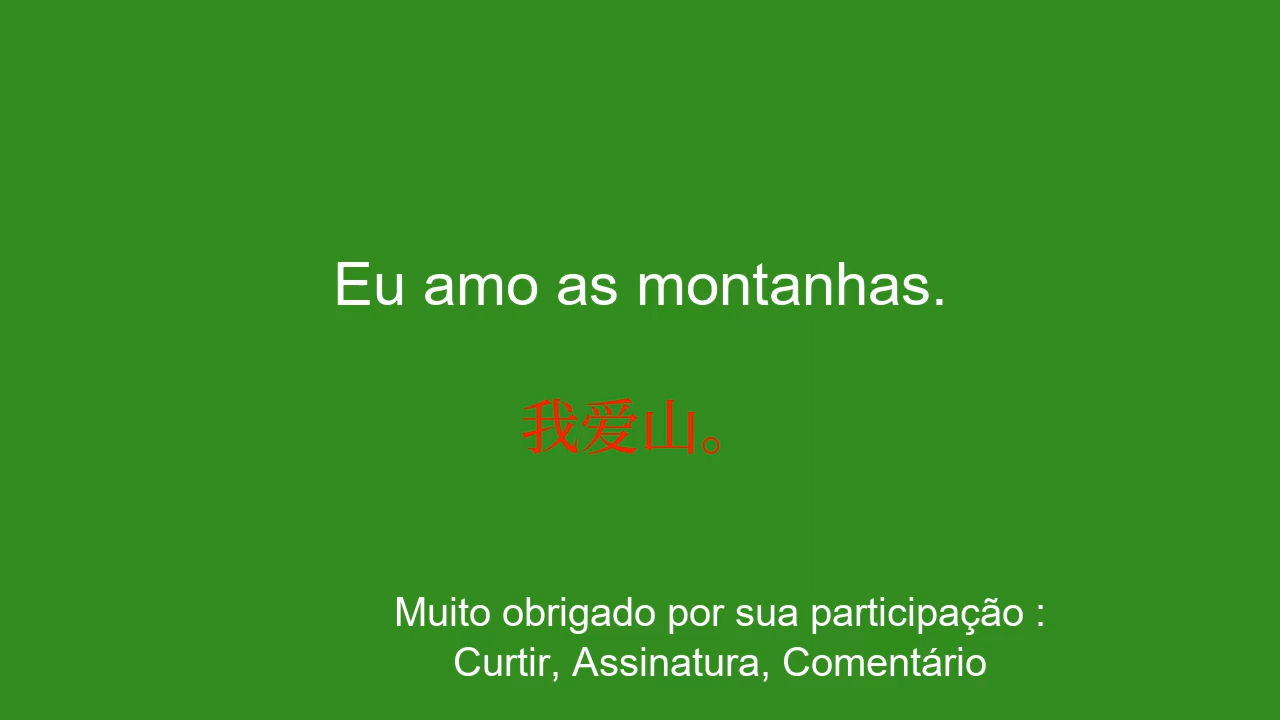 Eu amo as montanhas.
我爱山。
Muito obrigado por sua participação :
Curtir, Assinatura, Comentário